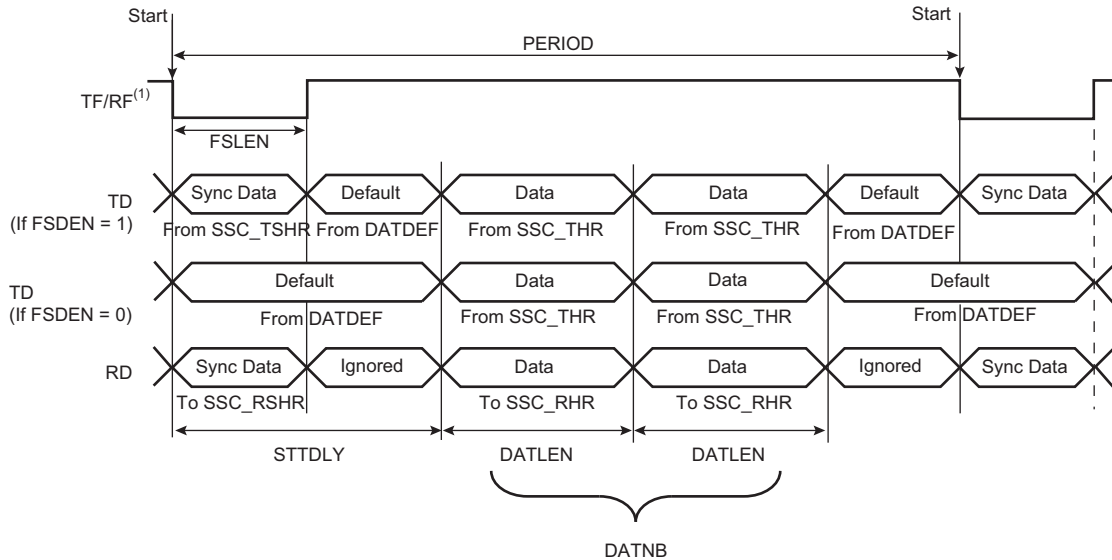 Start
Start
PERIOD
TF/RF(1)
FSLEN
TD
(If FSDEN = 1)
Sync Data
Default
Data
Data
Default
Sync Data
From SSC_TSHR
From DATDEF
From SSC_THR
From SSC_THR
From DATDEF
TD
(If FSDEN = 0)
Default
Data
Data
Default
From DATDEF
From SSC_THR
From SSC_THR
From DATDEF
RD
Sync Data
Ignored
Data
Data
Ignored
Sync Data
To SSC_RSHR
To SSC_RHR
To SSC_RHR
STTDLY
DATLEN
DATLEN
DATNB